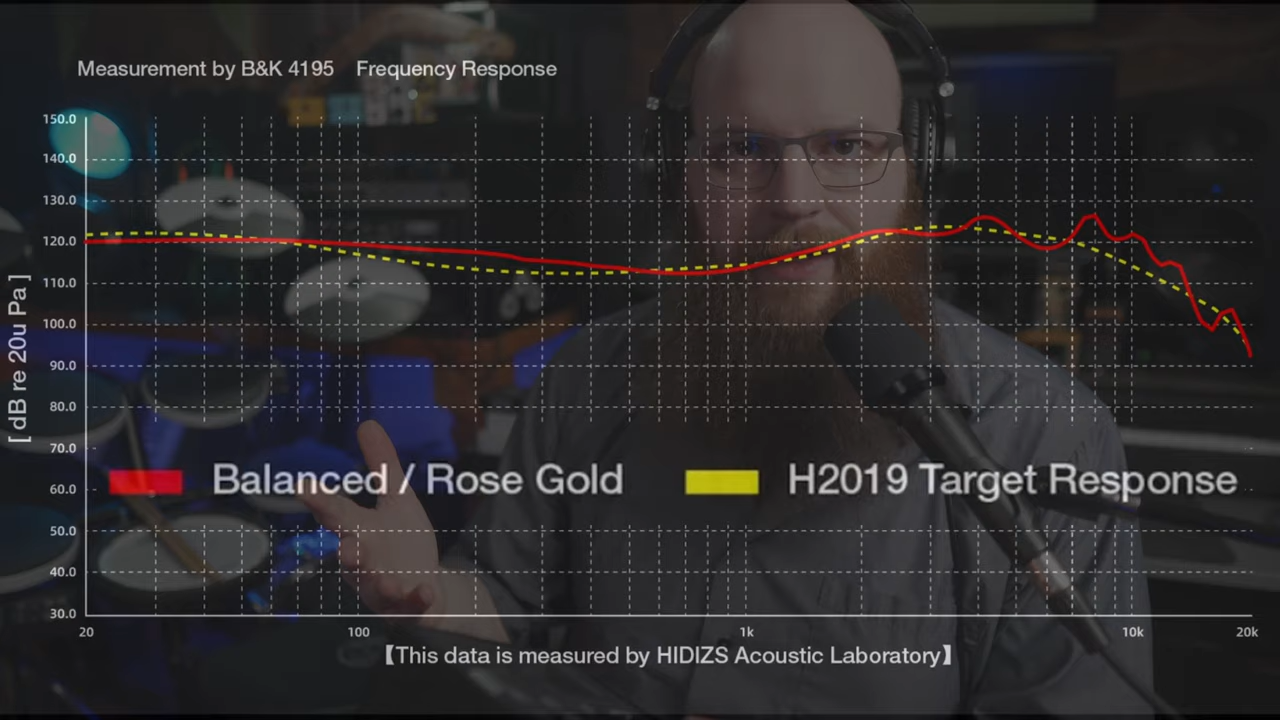 Measurement by B&K 4195 Frequency Response
150.0
140.0
130.0
120.0
110.0
100.0
90.0
80.0
70.0
60.0
50.0
40.0
30.0
[ dB re 20u Pa ]
Balanced / Rose Gold
H2019 Target Response
20
100
1k
10k
20k
【This data is measured by HIDIZS Acoustic Laboratory】